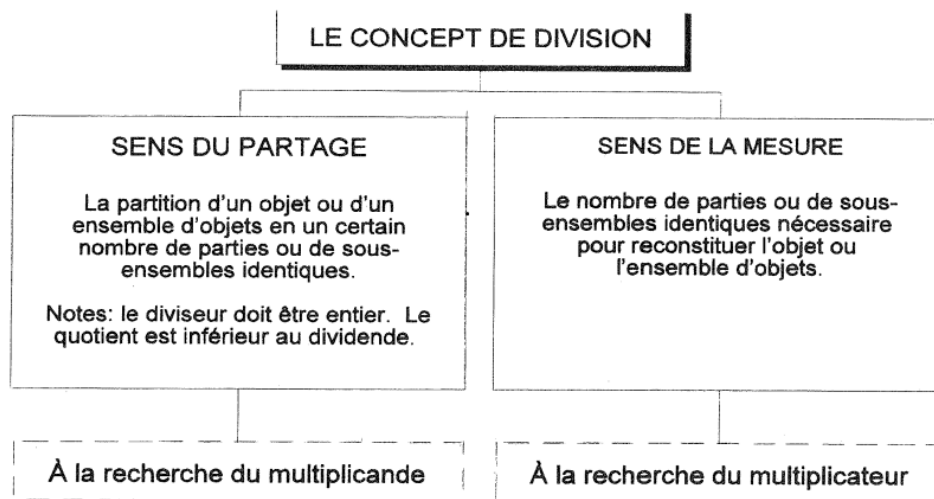 LE CONCEPT DE DIVISION
SENS DU PARTAGE
La partition d'un objet ou d'un
ensemble d'objets en un certain
nombre de parties ou de sous-
ensembles identiques.
Notes: le diviseur doit être entier. Le
quotient est inférieur au dividende.
À la recherche du multiplicande
SENS DE LA MESURE
Le nombre de parties ou de sous-
ensembles identiques nécessaire
pour reconstituer l'objet ou
l'ensemble d'objets.
À la recherche du multiplicateur